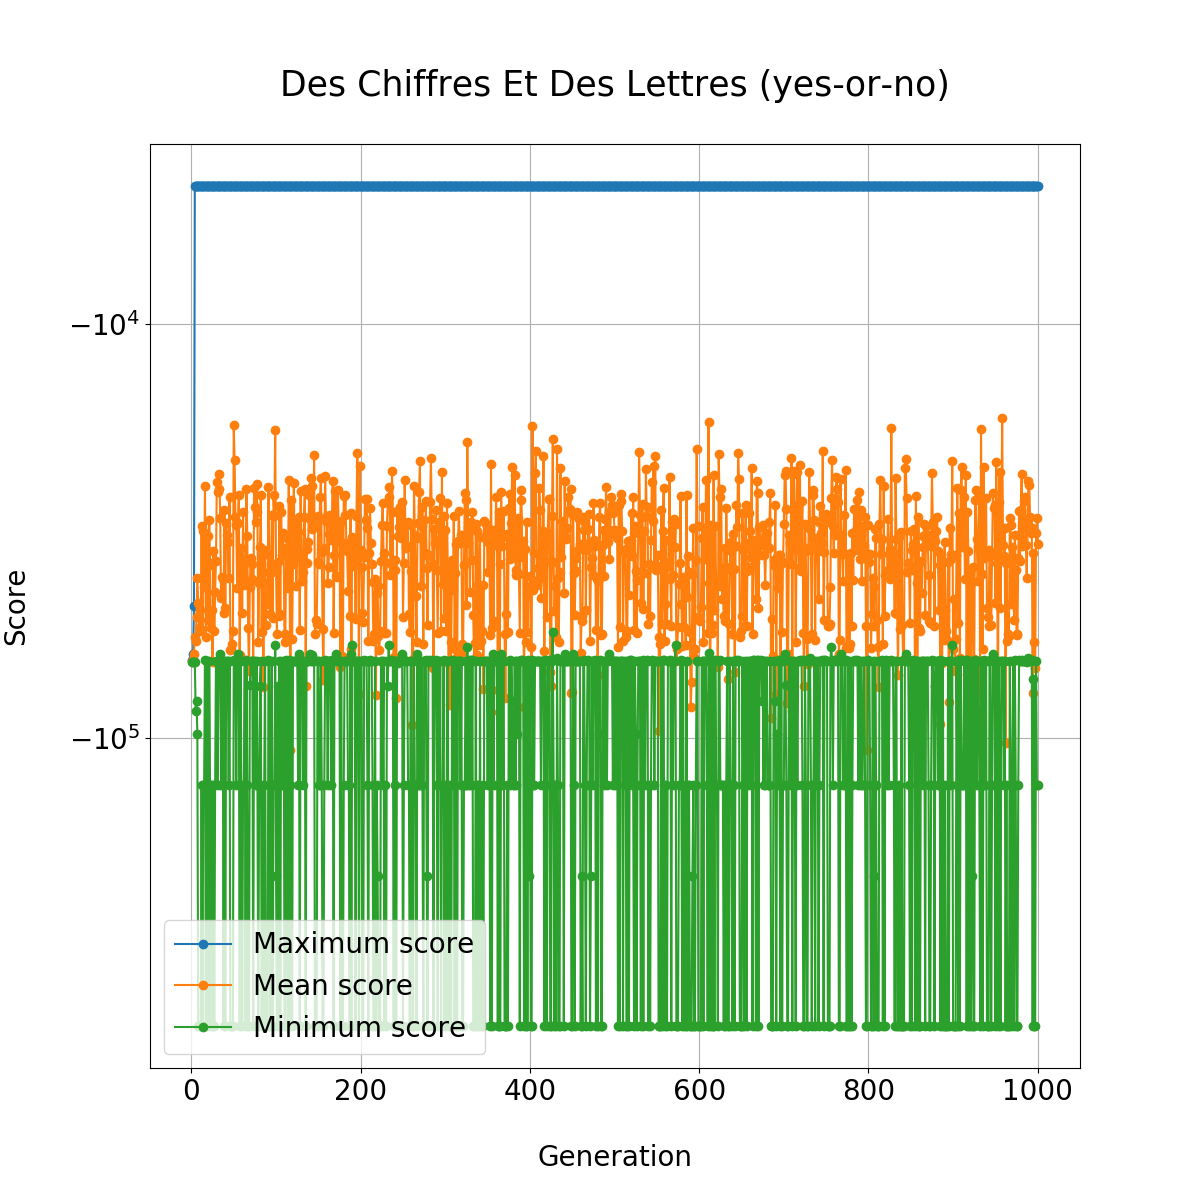 Des Chiffres Et Des Lettres (yes-or-no)
−10⁴
−10⁵
Score
Maximum score
Mean score
Minimum score
0 200 400 600 800 1000
Generation